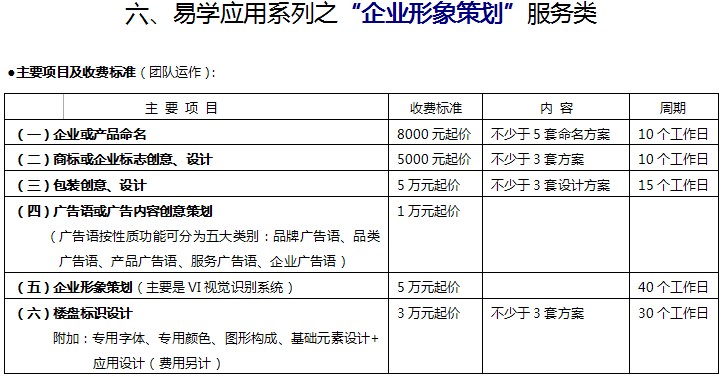 六、易学应用系列之“企业形象策划”服务类
●主要项目及收费标准（团队运作）:
主 要 项 目 收费标准 内 容 周期
（一）企业或产品命名 8000 元起价 不少于 5 套命名方案 10 个工作日
（二）商标或企业标志创意、设计 5000 元起价 不少于 3 套方案 10 个工作日
（三）包装创意、设计 5 万元起价 不少于 3 套设计方案 15 个工作日
（四）广告语或广告内容创意策划 1 万元起价
（广告语按性质功能可分为五大类别：品牌广告语、品类
广告语、产品广告语、服务广告语、企业广告语）
（五）企业形象策划（主要是 VI 视觉识别系统） 5 万元起价 40 个工作日
（六）楼盘标识设计 3 万元起价 不少于 3 套方案 30 个工作日
附加：专用字体、专用颜色、图形构成、基础元素设计+
应用设计（费用另计）